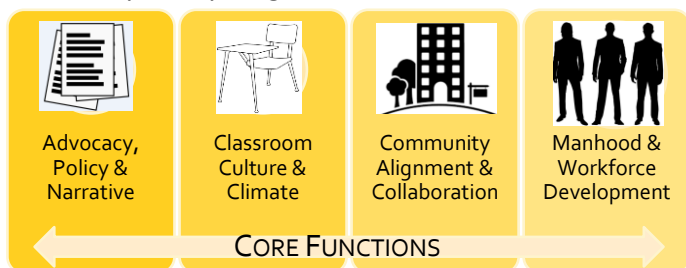 Advocacy,
Policy &
Narrative
Classroom
Culture &
Climate
Community
Alignment &
Collaboration
Manhood &
Workforce
Development
CORE FUNCTIONS